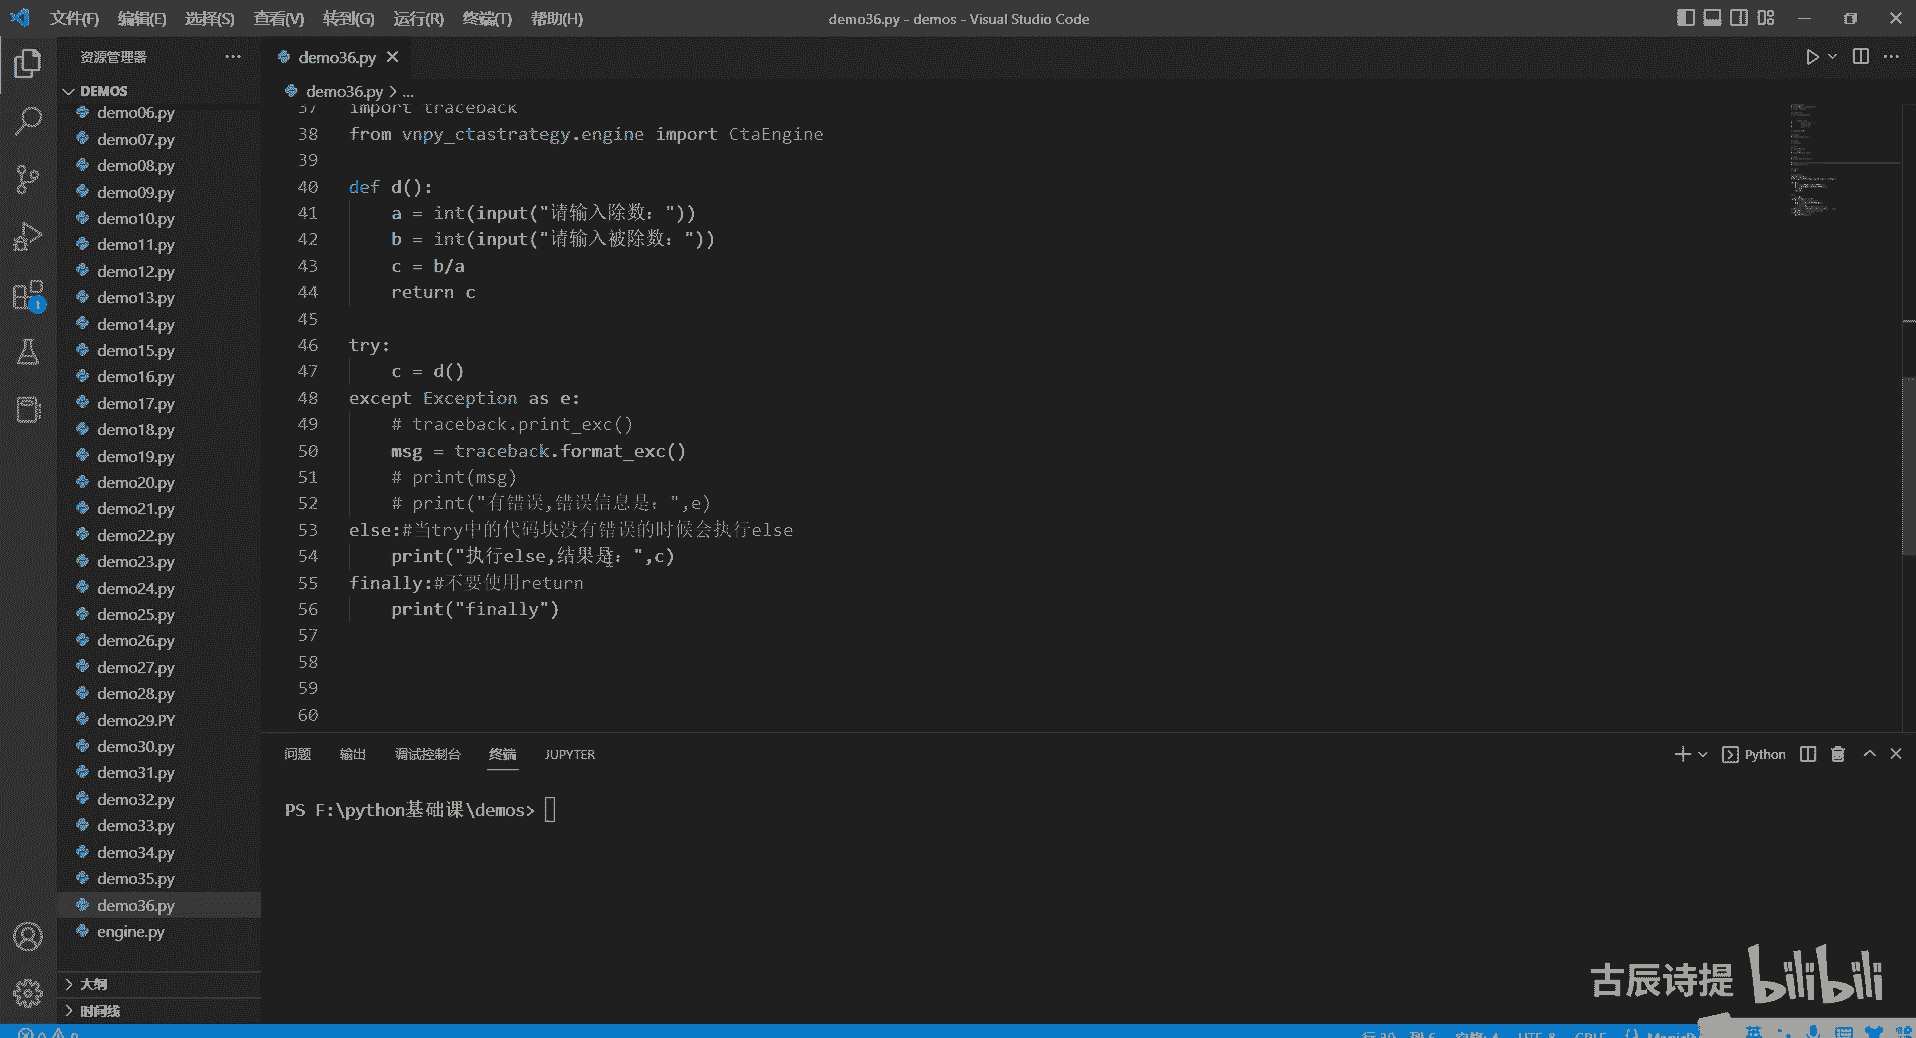 文件(F) 编辑(E) 选择(S) 查看(V) 转到(G) 运行(R) 终端(T) 帮助(H)
demo36.py - demos - Visual Studio Code
资源管理器
DEMOS
demo06.py
demo07.py
demo08.py
demo09.py
demo10.py
demo11.py
demo12.py
demo13.py
demo14.py
demo15.py
demo16.py
demo17.py
demo18.py
demo19.py
demo20.py
demo21.py
demo22.py
demo23.py
demo24.py
demo25.py
demo26.py
demo27.py
demo28.py
demo29.PY
demo30.py
demo31.py
demo32.py
demo33.py
demo34.py
demo35.py
demo36.py
engine.py
大纲
时间线
demo36.py
demo36.py > ...
37 import traceback
38 from vnpy_ctastrategy.engine import CtaEngine
39
40 def d():
41     a = int(input("请输入除数："))
42     b = int(input("请输入被除数："))
43     c = b/a
44     return c
45
46 try:
47     c = d()
48 except Exception as e:
49     # traceback.print_exc()
50     msg = traceback.format_exc()
51     # print(msg)
52     # print("有错误,错误信息是：",e)
53 else:#当try中的代码块没有错误的时候会执行else
54     print("执行else,结果是：",c)
55 finally:#不要使用return
56     print("finally")
57
58
59
60
问题 输出 调试控制台 终端 JUPYTER
Python
PS F:\python基础课\demos>
古辰诗提 bilibili
英